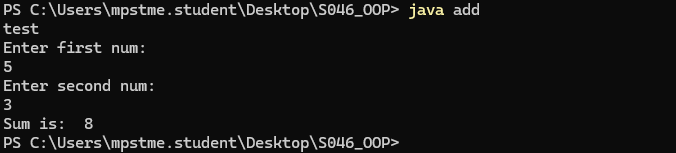 PS C:\Users\mpstme.student\Desktop\S046_OOP> java add
test
Enter first num:
5
Enter second num:
3
Sum is:  8
PS C:\Users\mpstme.student\Desktop\S046_OOP>